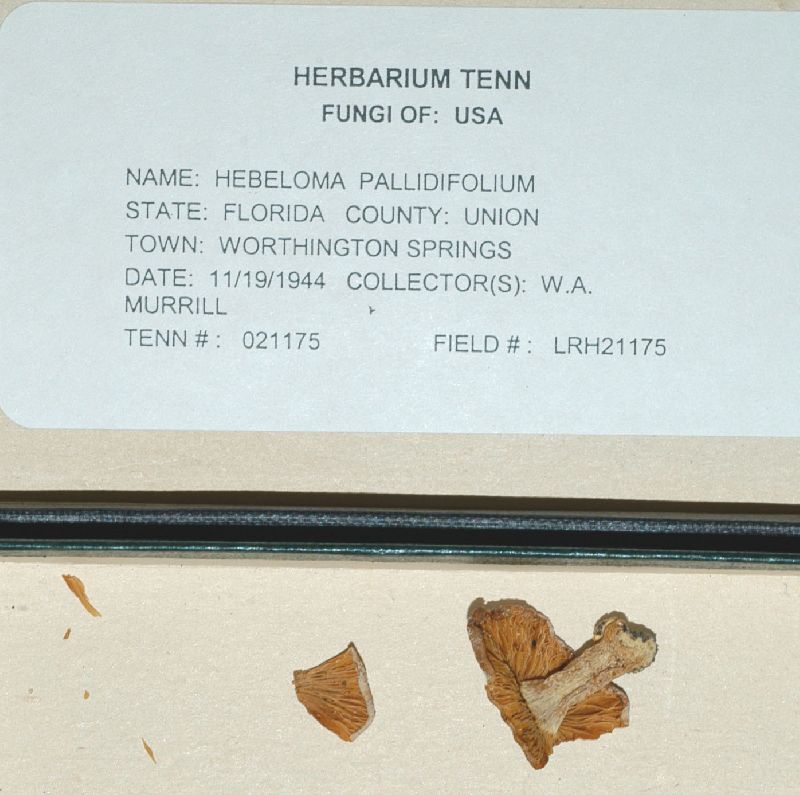 HERBARIUM TENN
FUNGI OF: USA
NAME: HEBELOMA PALLIDIFOLIUM
STATE: FLORIDA COUNTY: UNION
TOWN: WORTHINGTON SPRINGS
DATE: 11/19/1944 COLLECTOR(S): W.A.
MURRILL
TENN #: 021175 FIELD #: LRH21175